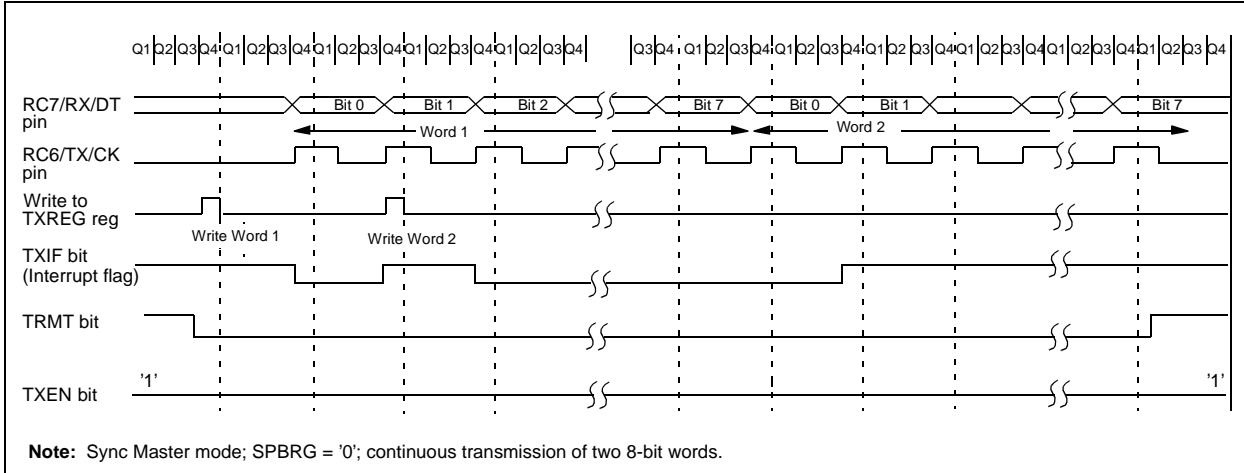 Q1 Q2 Q3 Q4 Q1 Q2 Q3 Q4 Q1 Q2 Q3 Q4 Q1 Q2 Q3 Q4 Q1 Q2 Q3 Q4 Q3 Q4 Q1 Q2 Q3 Q4 Q1 Q2 Q3 Q4 Q1 Q2 Q3 Q4 Q1 Q2 Q3 Q4 Q1 Q2 Q3 Q4 Q1 Q2 Q3 Q4
RC7/RX/DT
pin
Bit 0 Bit 1 Bit 2 Bit 7 Bit 0 Bit 1 Bit 7
Word 1 Word 2
RC6/TX/CK
pin
Write to
TXREG reg
Write Word 1 Write Word 2
TXIF bit
(Interrupt flag)
TRMT bit
'1' '1'
TXEN bit
Note: Sync Master mode; SPBRG = '0'; continuous transmission of two 8-bit words.